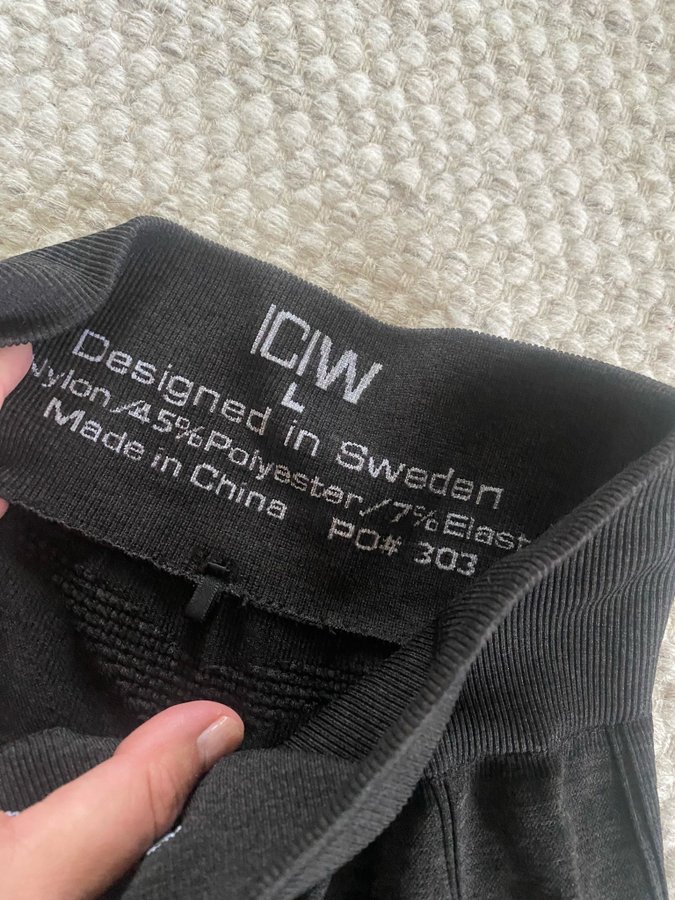 ICIW
L
Designed in Sweden
Nylon/45%Polyester/7%Elast
Made in China
PO# 303